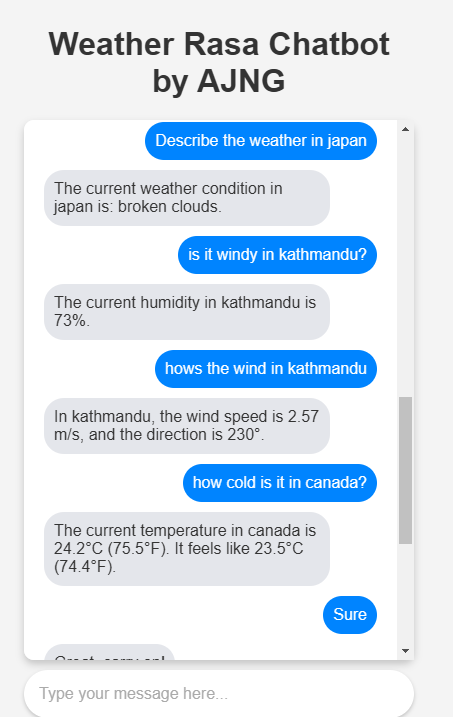 Weather Rasa Chatbot
by AJNG
Describe the weather in japan
The current weather condition in
japan is: broken clouds.
is it windy in kathmandu?
The current humidity in kathmandu is
73%.
hows the wind in kathmandu
In kathmandu, the wind speed is 2.57
m/s, and the direction is 230°.
how cold is it in canada?
The current temperature in canada is
24.2°C (75.5°F). It feels like 23.5°C
(74.4°F).
Sure
Great, carry on!
Type your message here...